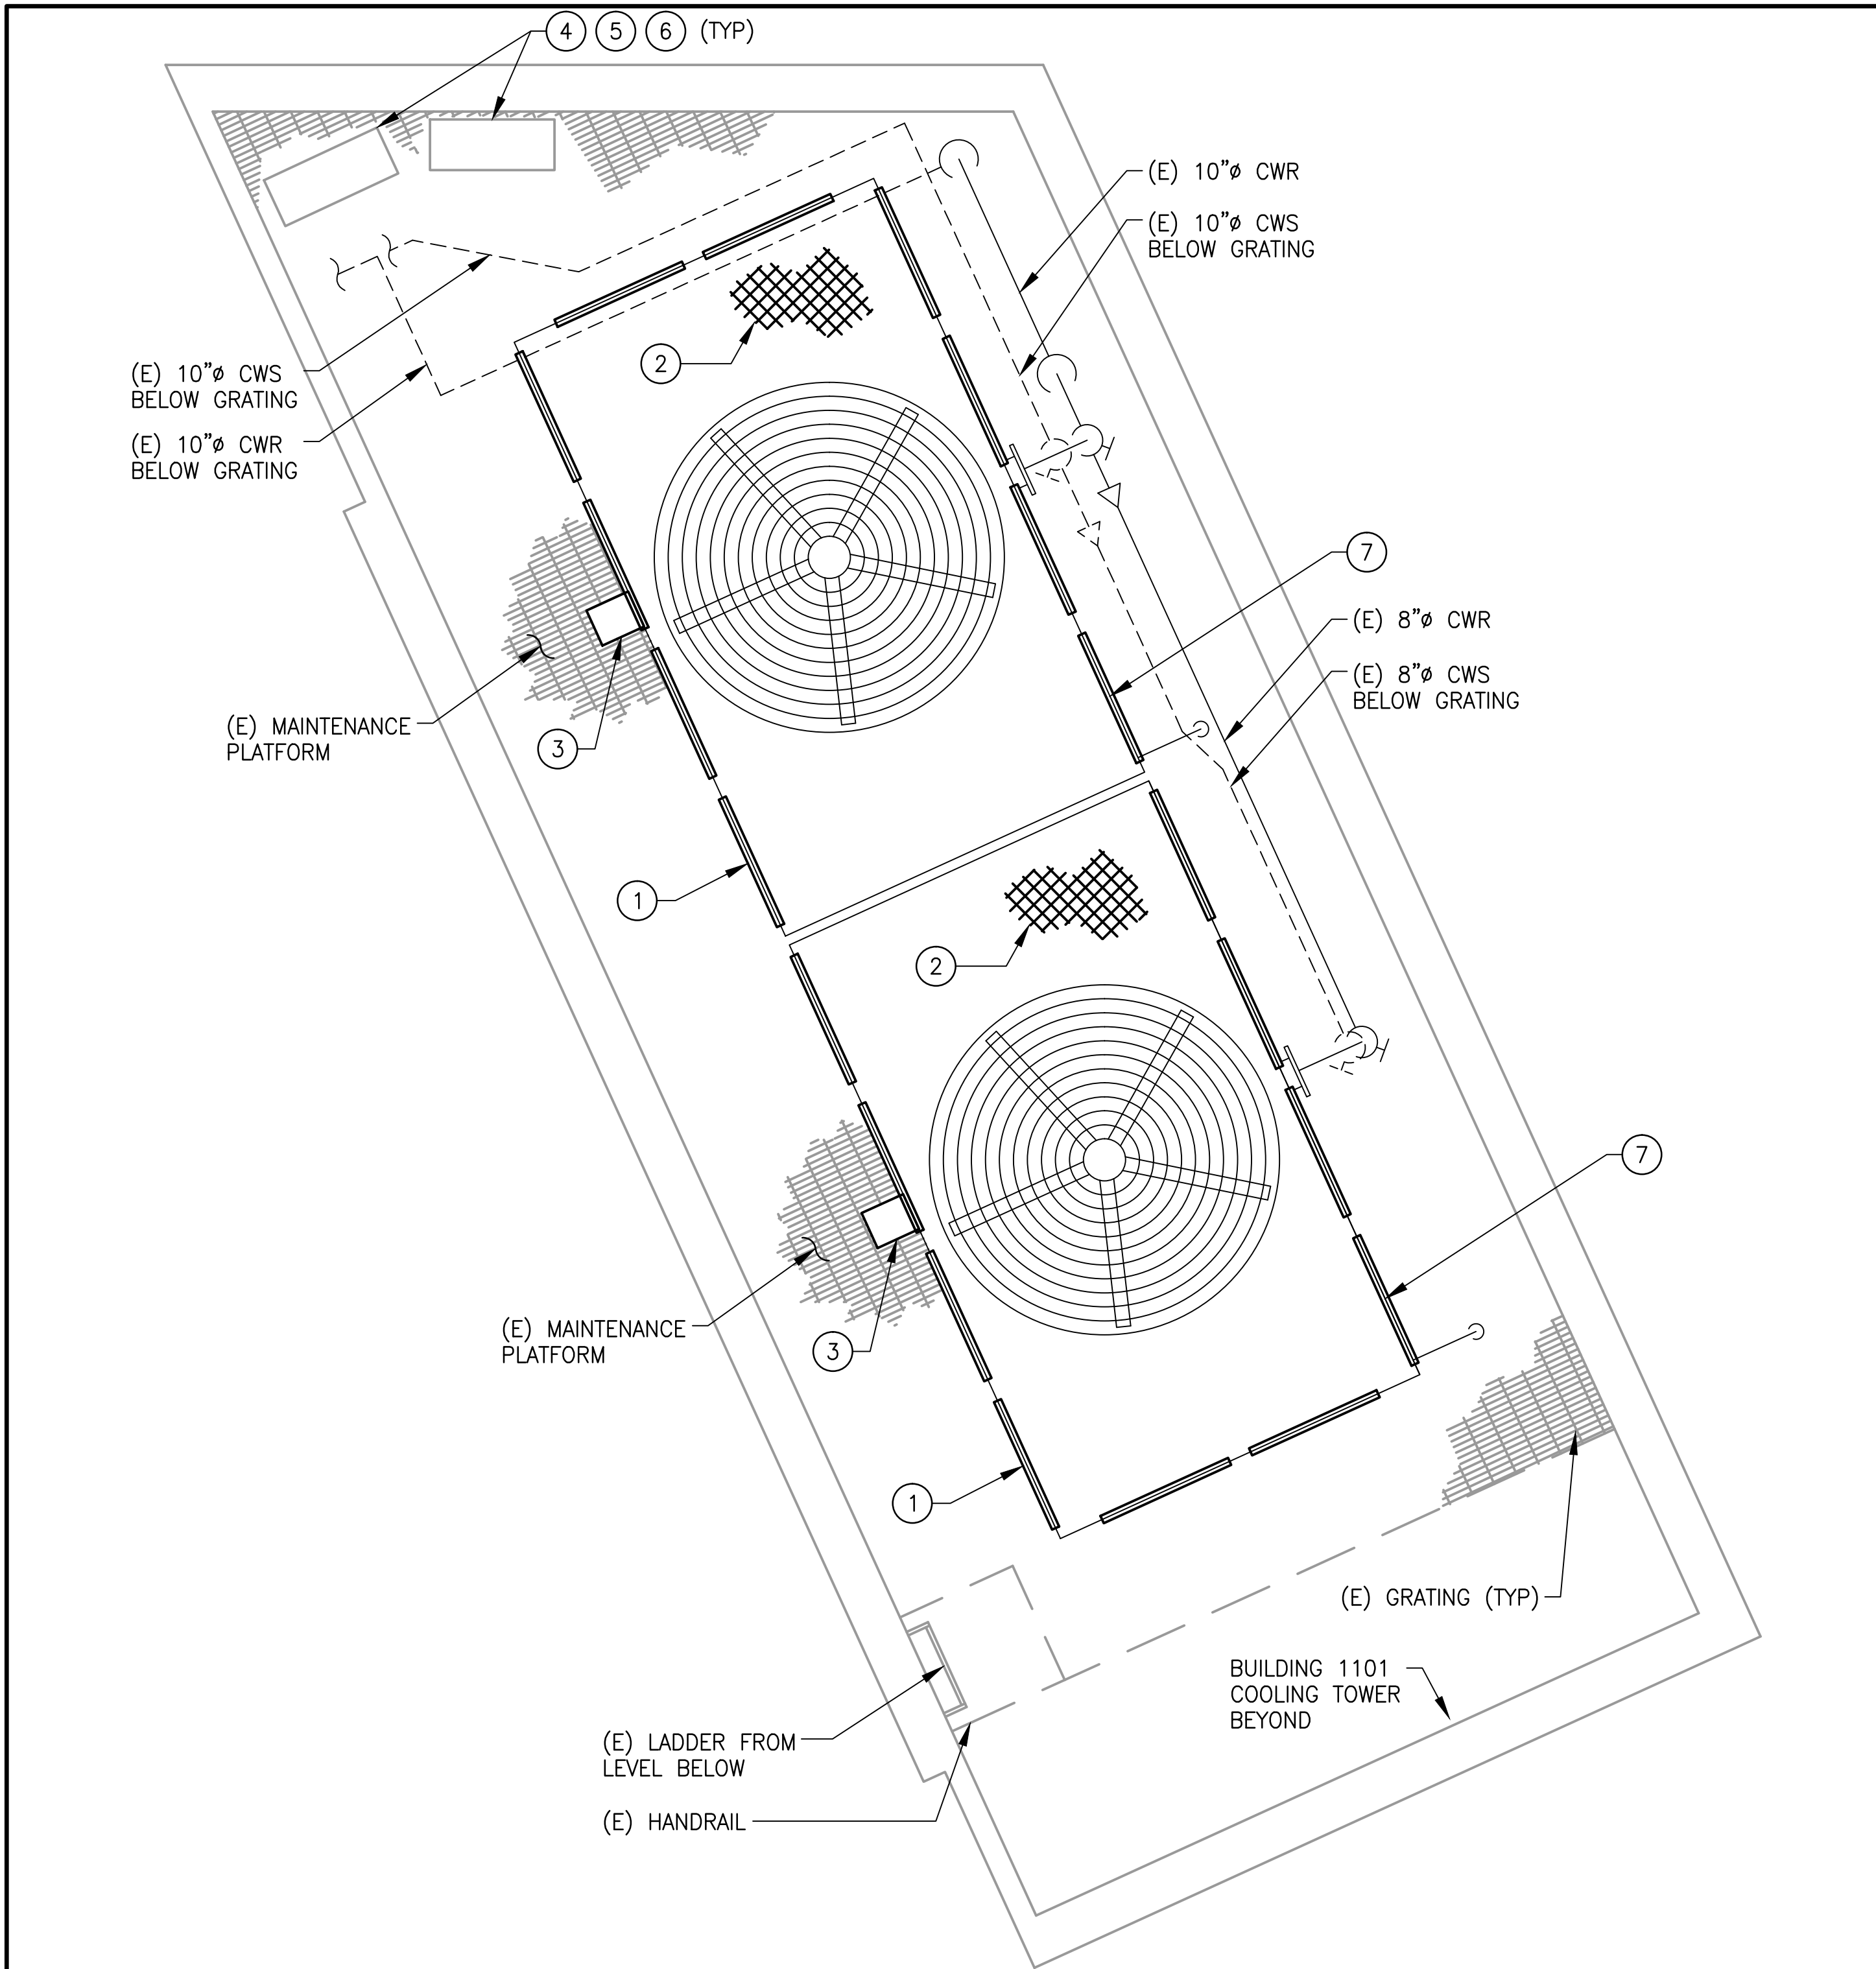 4 5 6 (TYP)
(E) 10"ø CWR
(E) 10"ø CWS
BELOW GRATING
2
(E) 10"ø CWS
BELOW GRATING
(E) 10"ø CWR
BELOW GRATING
7
(E) 8"ø CWR
(E) 8"ø CWS
BELOW GRATING
(E) MAINTENANCE
PLATFORM
3
1
2
7
(E) MAINTENANCE
PLATFORM
3
1
(E) GRATING (TYP)
BUILDING 1101
COOLING TOWER
BEYOND
(E) LADDER FROM
LEVEL BELOW
(E) HANDRAIL